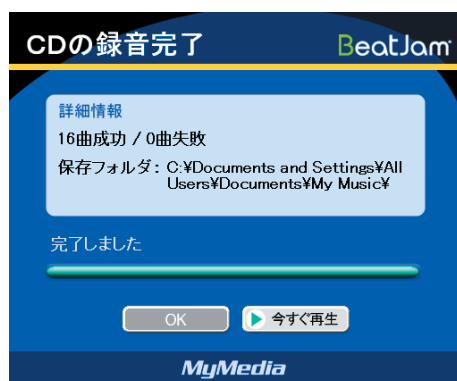 CDの録音完了
BeatJam
詳細情報
16曲成功 / 0曲失敗
保存フォルダ: C:¥Documents and Settings¥All
Users¥Documents¥My Music¥
完了しました
OK
今すぐ再生
MyMedia